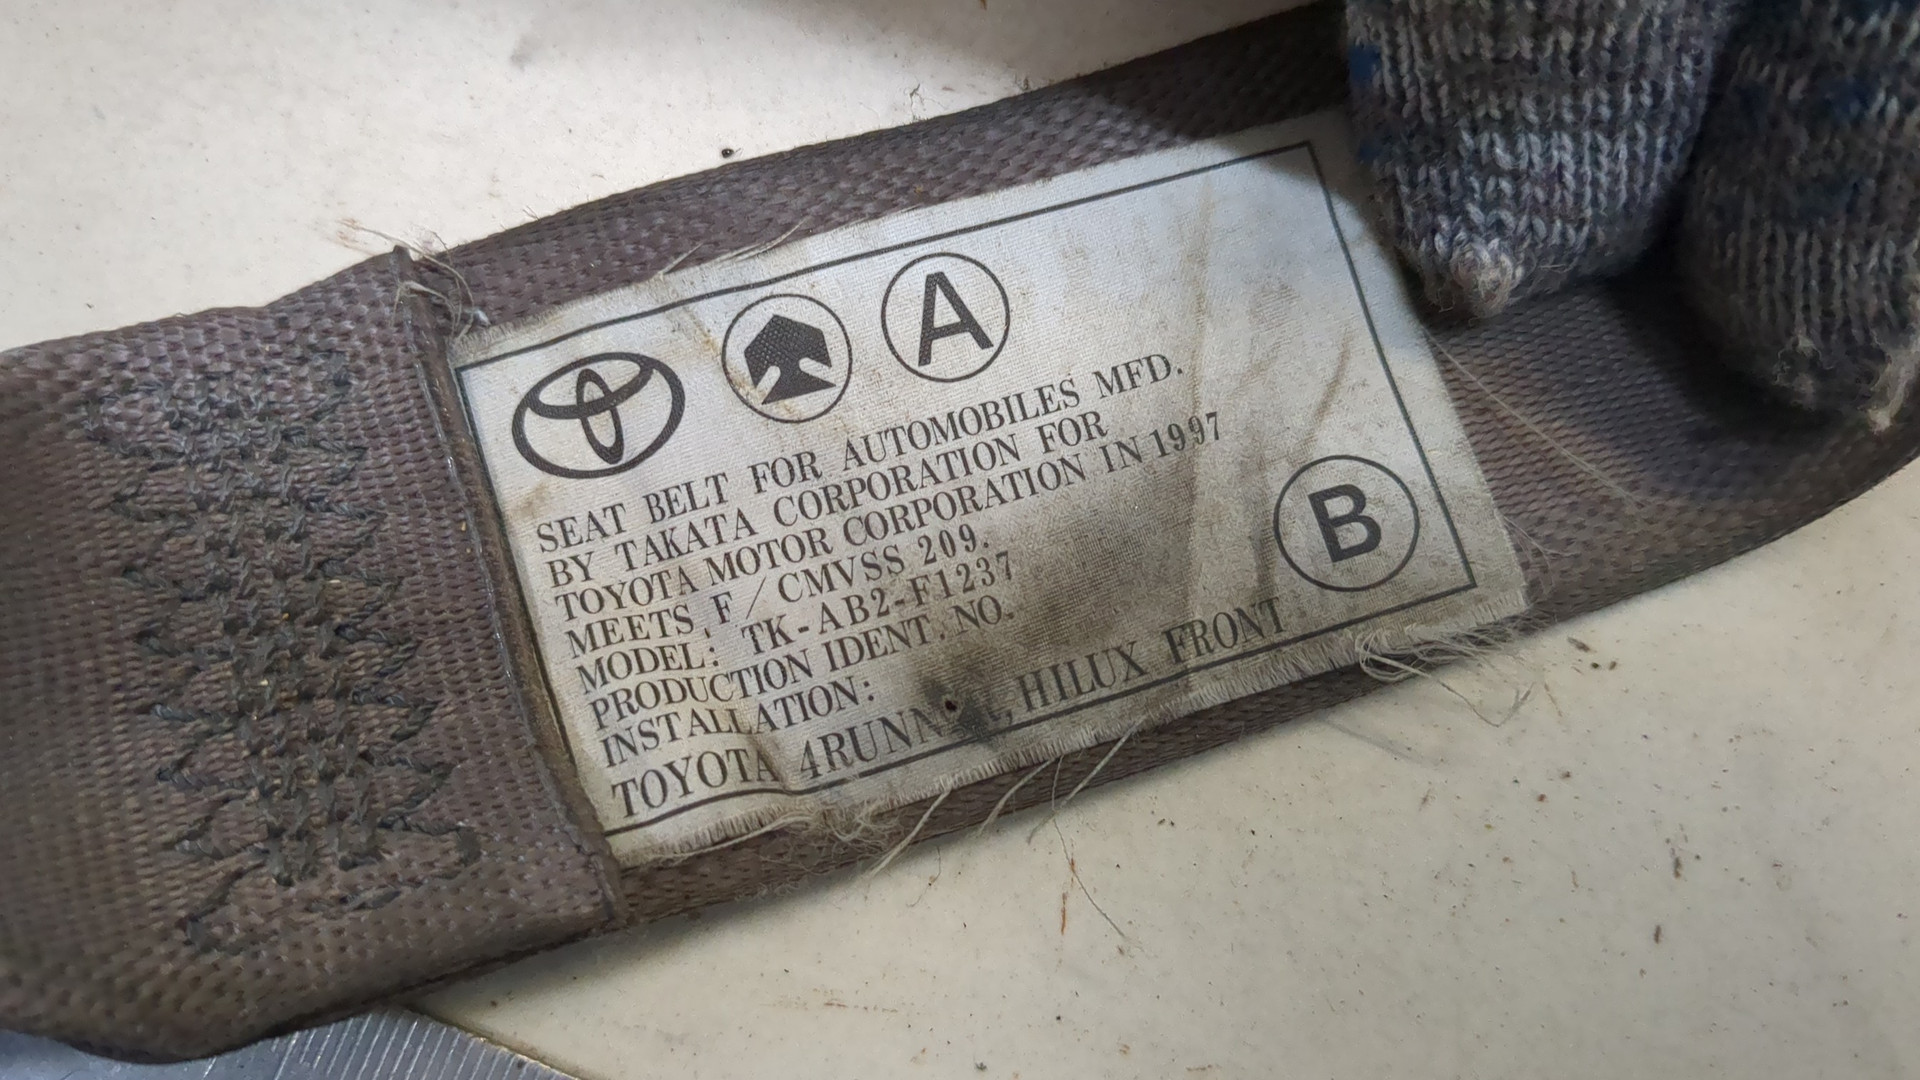 A
SEAT BELT FOR AUTOMOBILES MFD.
BY TAKATA CORPORATION FOR
TOYOTA MOTOR CORPORATION IN 1997
MEETS F/CMVSS 209.
MODEL: TK-AB2-F1237
PRODUCTION IDENT. NO.
INSTALLATION:
TOYOTA HILUX FRONT
B